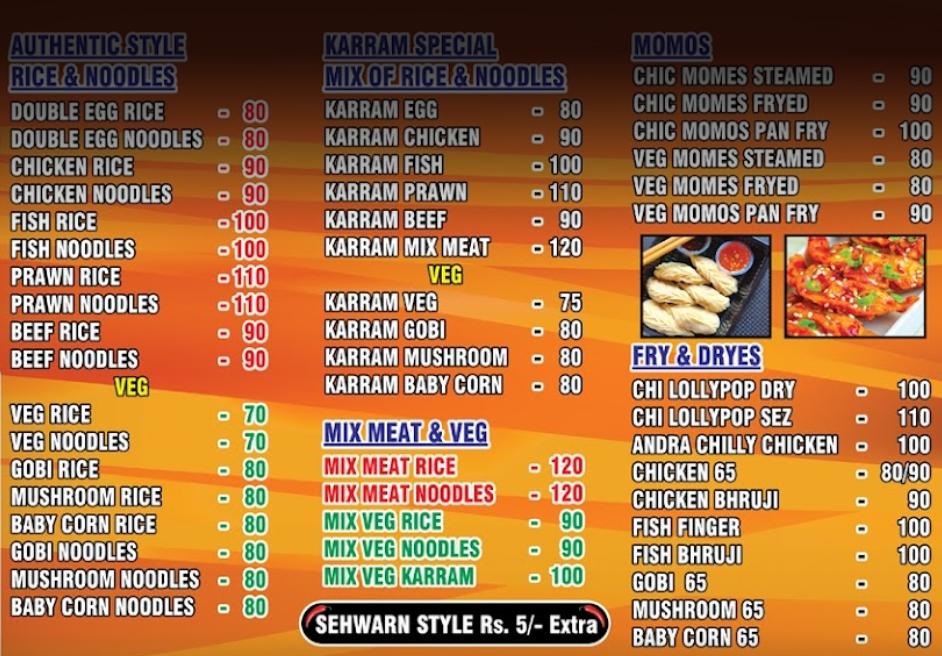 AUTHENTIC STYLE
RICE & NOODLES
DOUBLE EGG RICE - 80
DOUBLE EGG NOODLES - 80
CHICKEN RICE - 90
CHICKEN NOODLES - 90
FISH RICE - 100
FISH NOODLES - 100
PRAWN RICE - 110
PRAWN NOODLES - 110
BEEF RICE - 90
BEEF NOODLES - 90
VEG
VEG RICE - 70
VEG NOODLES - 70
GOBI RICE - 80
MUSHROOM RICE - 80
BABY CORN RICE - 80
GOBI NOODLES - 80
MUSHROOM NOODLES - 80
BABY CORN NOODLES - 80
KARRAM SPECIAL
MIX OF RICE & NOODLES
KARRAM EGG - 80
KARRAM CHICKEN - 90
KARRAM FISH - 100
KARRAM PRAWN - 110
KARRAM BEEF - 90
KARRAM MIX MEAT - 120
VEG
KARRAM VEG - 75
KARRAM GOBI - 80
KARRAM MUSHROOM - 80
KARRAM BABY CORN - 80
MIX MEAT & VEG
MIX MEAT RICE - 120
MIX MEAT NOODLES - 120
MIX VEG RICE - 90
MIX VEG NOODLES - 90
MIX VEG KARRAM - 100
SEHWARN STYLE Rs. 5/- Extra
MOMOS
CHIC MOMES STEAMED - 90
CHIC MOMES FRYED - 90
CHIC MOMOS PAN FRY - 100
VEG MOMES STEAMED - 80
VEG MOMES FRYED - 80
VEG MOMOS PAN FRY - 90
FRY & DRYES
CHI LOLLYPOP DRY - 100
CHI LOLLYPOP SEZ - 110
ANDRA CHILLY CHICKEN - 100
CHICKEN 65 - 80/90
CHICKEN BHRUJI - 90
FISH FINGER - 100
FISH BHRUJI - 100
GOBI 65 - 80
MUSHROOM 65 - 80
BABY CORN 65 - 80